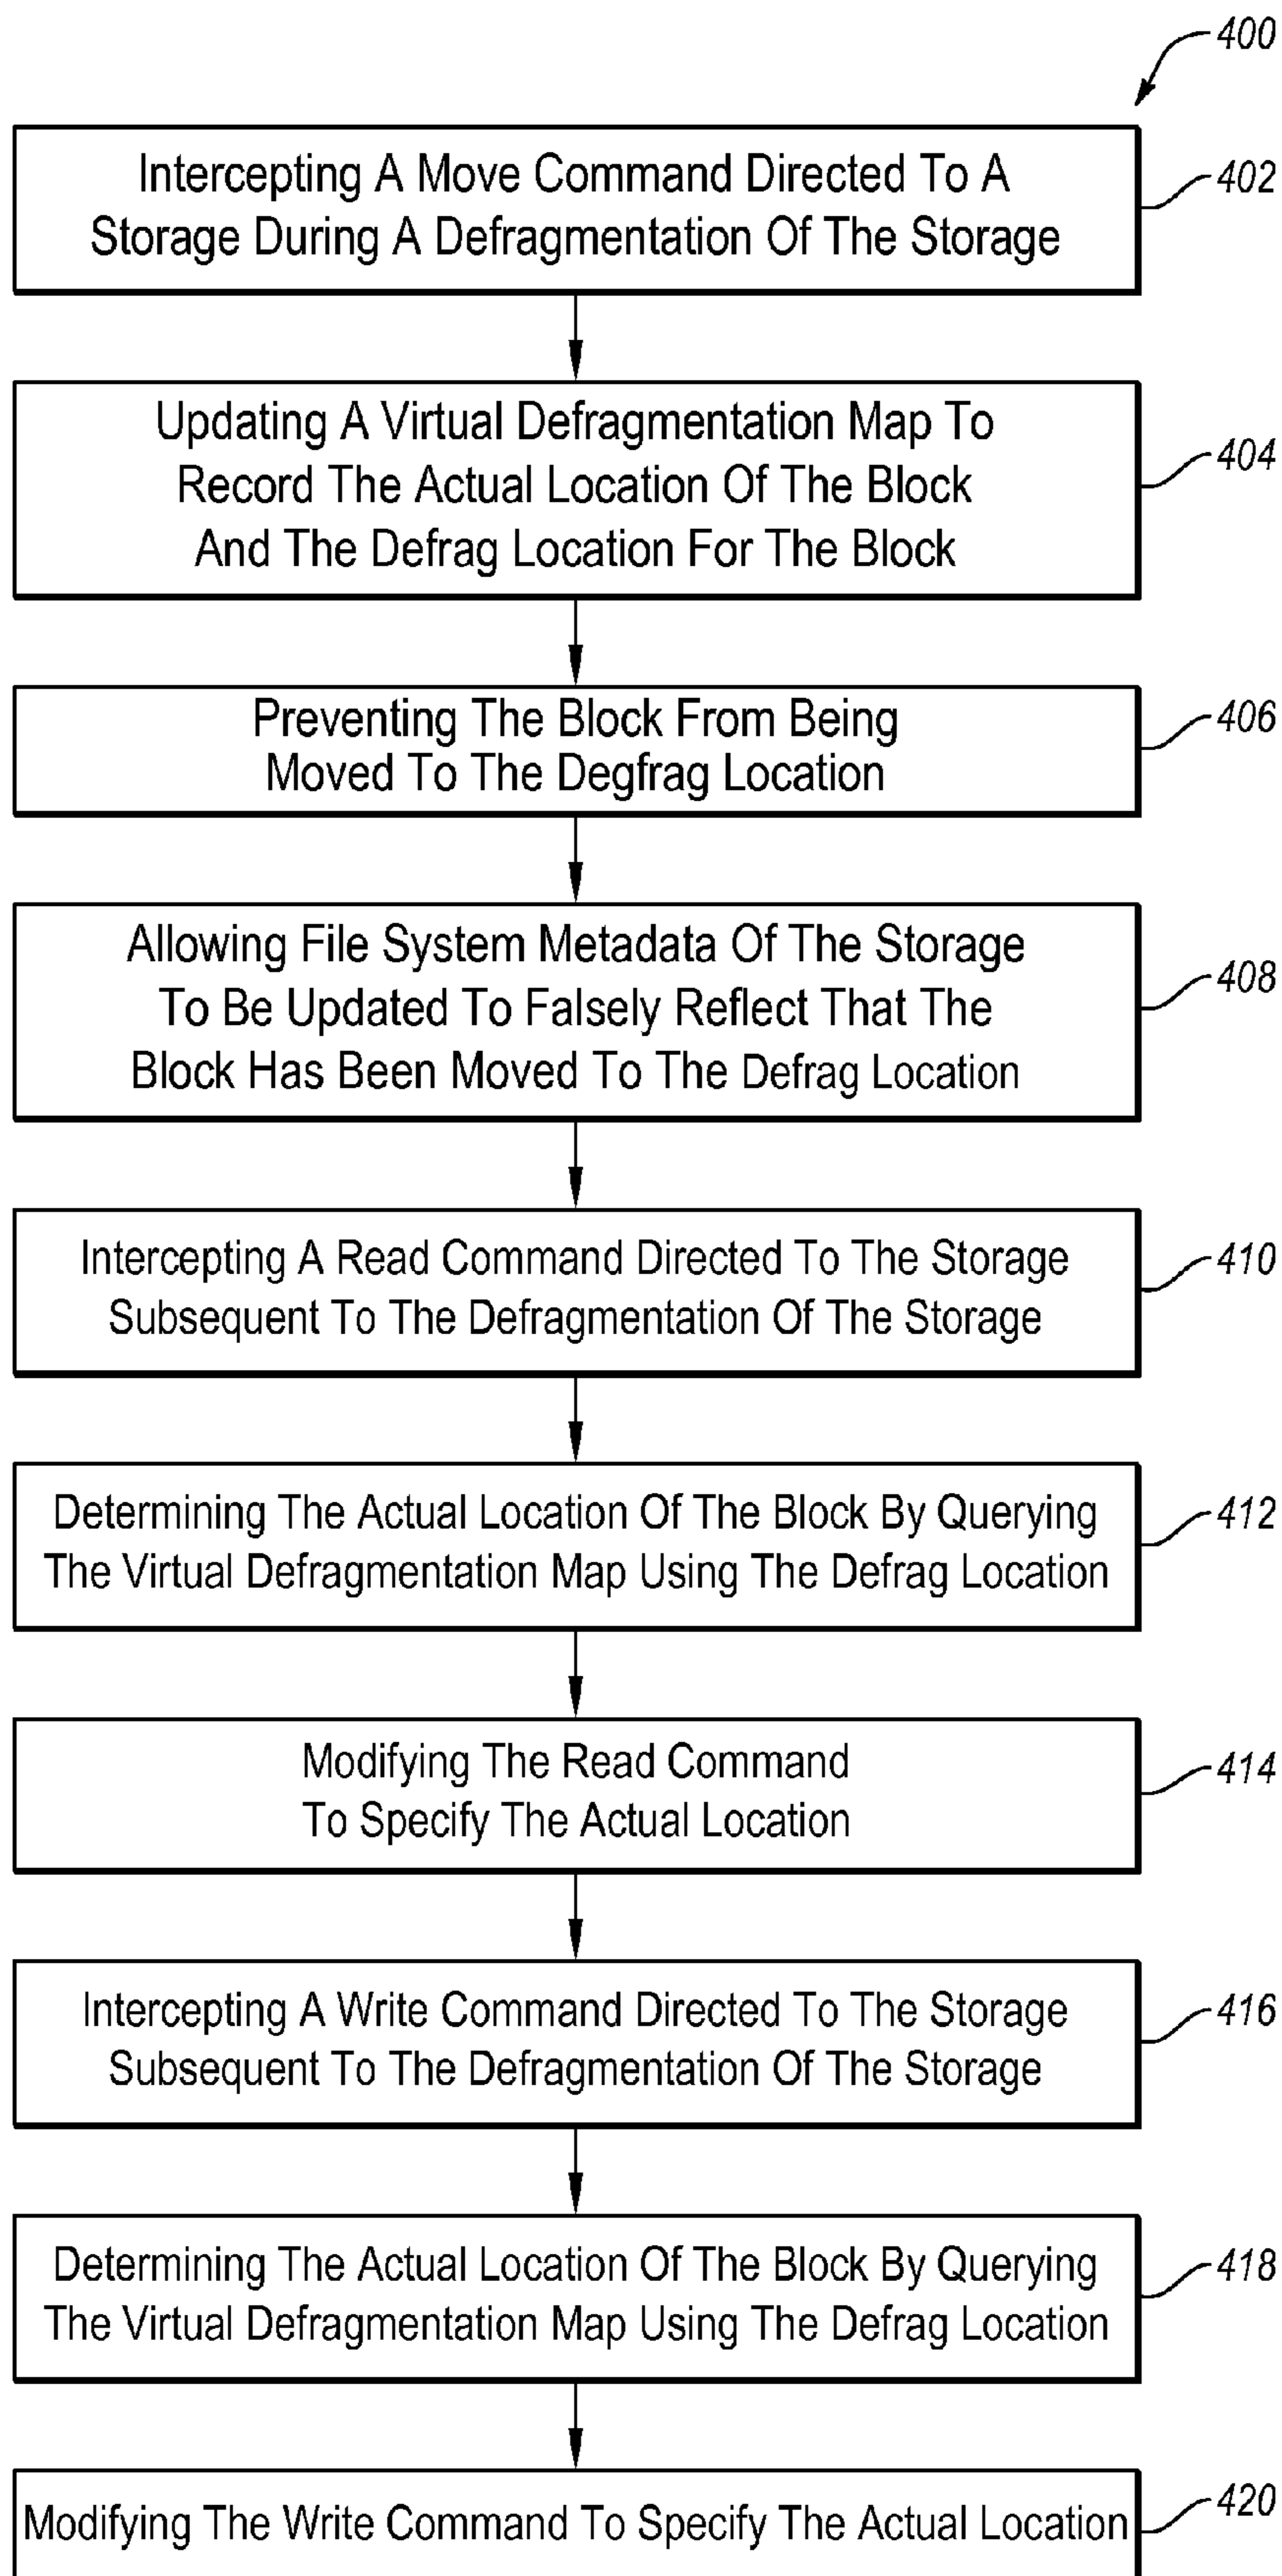 400
Intercepting A Move Command Directed To A
Storage During A Defragmentation Of The Storage
402
Updating A Virtual Defragmentation Map To
Record The Actual Location Of The Block
And The Defrag Location For The Block
404
Preventing The Block From Being
Moved To The Degfrag Location
406
Allowing File System Metadata Of The Storage
To Be Updated To Falsely Reflect That The
Block Has Been Moved To The Defrag Location
408
Intercepting A Read Command Directed To The Storage
Subsequent To The Defragmentation Of The Storage
410
Determining The Actual Location Of The Block By Querying
The Virtual Defragmentation Map Using The Defrag Location
412
Modifying The Read Command
To Specify The Actual Location
414
Intercepting A Write Command Directed To The Storage
Subsequent To The Defragmentation Of The Storage
416
Determining The Actual Location Of The Block By Querying
The Virtual Defragmentation Map Using The Defrag Location
418
Modifying The Write Command To Specify The Actual Location
420